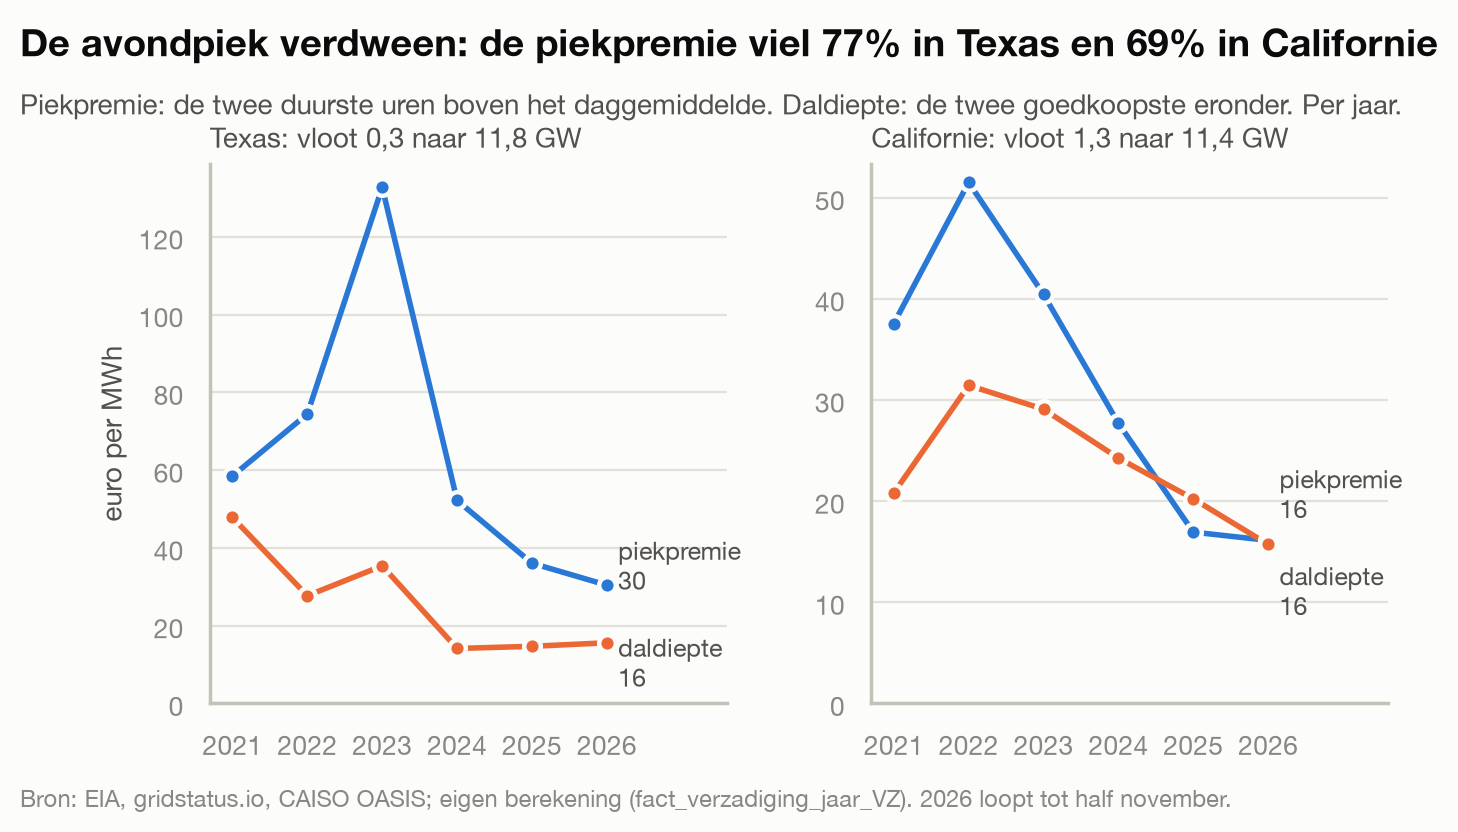 De avondpiek verdween: de piekpremie viel 77% in Texas en 69% in Californie
Piekpremie: de twee duurste uren boven het daggemiddelde. Daldiepte: de twee goedkoopste eronder. Per jaar.
Texas: vloot 0,3 naar 11,8 GW
euro per MWh
120
100
80
60
40
20
0
piekpremie
30
daldiepte
16
2021 2022 2023 2024 2025 2026
Californie: vloot 1,3 naar 11,4 GW
50
40
30
20
10
0
piekpremie
16
daldiepte
16
2021 2022 2023 2024 2025 2026
Bron: EIA, gridstatus.io, CAISO OASIS; eigen berekening (fact_verzadiging_jaar_VZ). 2026 loopt tot half november.